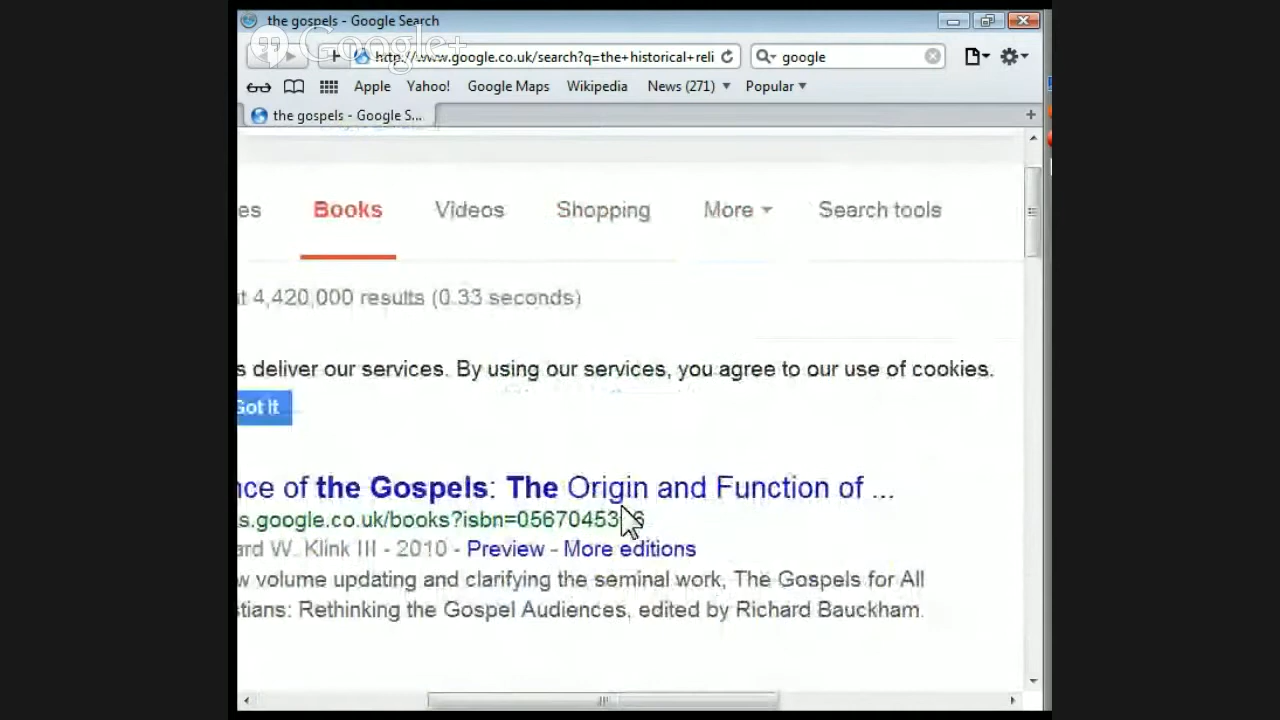 the gospels - Google Search
Google+
http://www.google.co.uk/search?q=the+historical+reli
google
Apple Yahoo! Google Maps Wikipedia News (271) Popular
the gospels - Google S...
es Books Videos Shopping More Search tools
t 4,420,000 results (0.33 seconds)
s deliver our services. By using our services, you agree to our use of cookies.
Got it
nce of the Gospels: The Origin and Function of ...
s.google.co.uk/books?isbn=05670453 6
ard W. Klink III - 2010 - Preview - More editions
w volume updating and clarifying the seminal work, The Gospels for All
stians: Rethinking the Gospel Audiences, edited by Richard Bauckham.